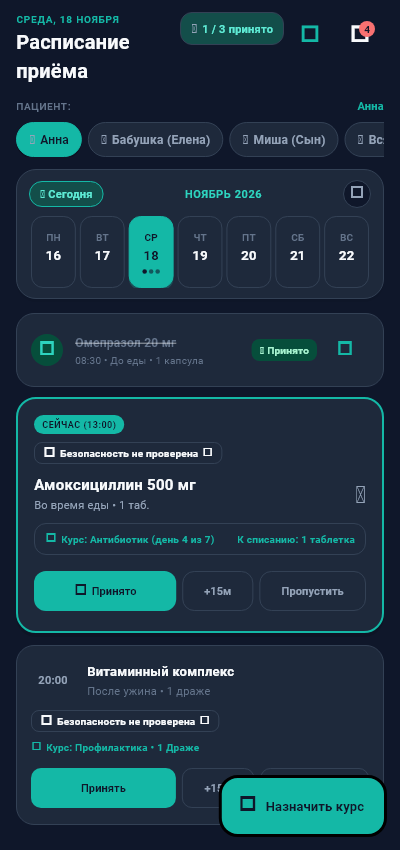 СРЕДА, 18 НОЯБРЯ
Расписание
приёма
1 / 3 принято
4
ПАЦИЕНТ:
Анна
Анна
Бабушка (Елена)
Миша (Сын)
Сегодня
НОЯБРЬ 2026
ПН ВТ СР ЧТ ПТ СБ ВС
16 17 18 19 20 21 22
Омепразол 20 мг
08:30 • До еды • 1 капсула
Принято
СЕЙЧАС (13:00)
Безопасность не проверена
Амоксициллин 500 мг
Во время еды • 1 таб.
Курс: Антибиотик (день 4 из 7)
К списанию: 1 таблетка
Принято
+15м
Пропустить
20:00
Витаминный комплекс
После ужина • 1 драже
Безопасность не проверена
Курс: Профилактика • 1 Драже
Принять
Назначить курс